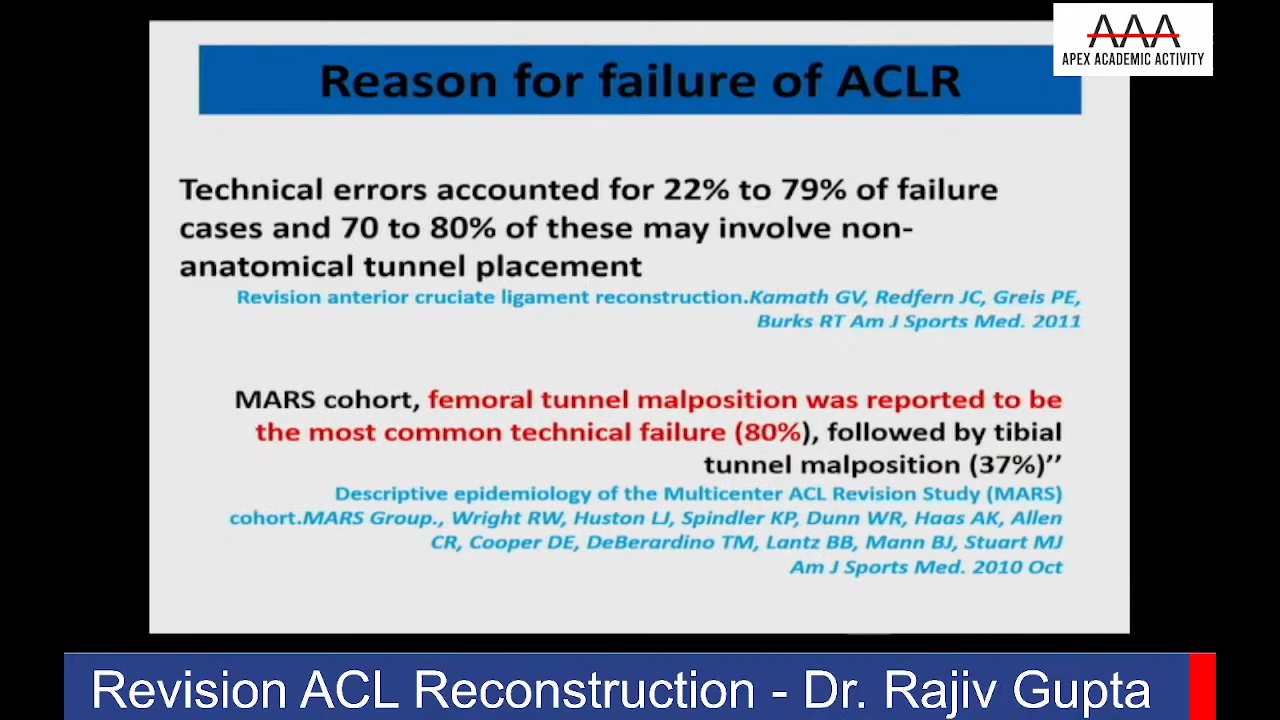 AAA
APEX ACADEMIC ACTIVITY
Reason for failure of ACLR
Technical errors accounted for 22% to 79% of failure
cases and 70 to 80% of these may involve non-
anatomical tunnel placement
Revision anterior cruciate ligament reconstruction.Kamath GV, Redfern JC, Greis PE,
Burks RT Am J Sports Med. 2011
MARS cohort, femoral tunnel malposition was reported to be
the most common technical failure (80%), followed by tibial
tunnel malposition (37%)’’
Descriptive epidemiology of the Multicenter ACL Revision Study (MARS)
cohort.MARS Group., Wright RW, Huston LJ, Spindler KP, Dunn WR, Haas AK, Allen
CR, Cooper DE, DeBerardino TM, Lantz BB, Mann BJ, Stuart MJ
Am J Sports Med. 2010 Oct
Revision ACL Reconstruction - Dr. Rajiv Gupta